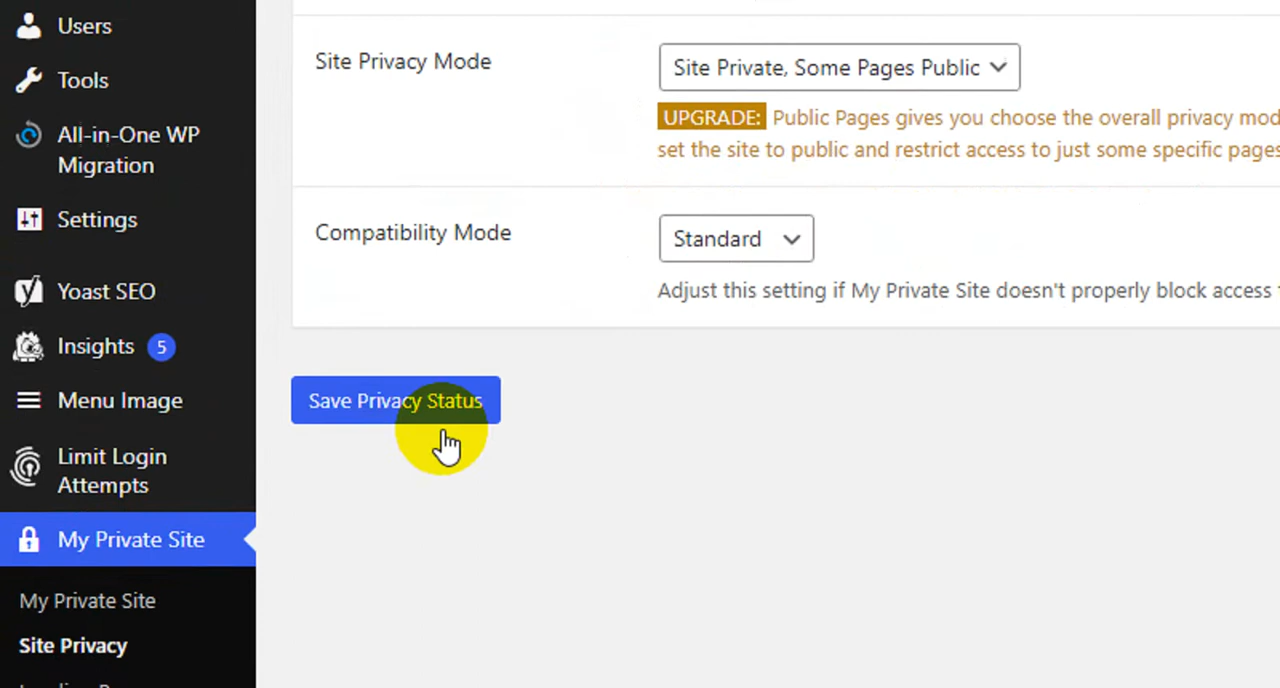 Users
Tools
All-in-One WP
Migration
Settings
Yoast SEO
Insights 5
Menu Image
Limit Login
Attempts
My Private Site
My Private Site
Site Privacy
Site Privacy Mode
Site Private, Some Pages Public
UPGRADE: Public Pages gives you choose the overall privacy
set the site to public and restrict access to just some specific pages
Compatibility Mode
Standard
Adjust this setting if My Private Site doesn't properly block access
Save Privacy Status